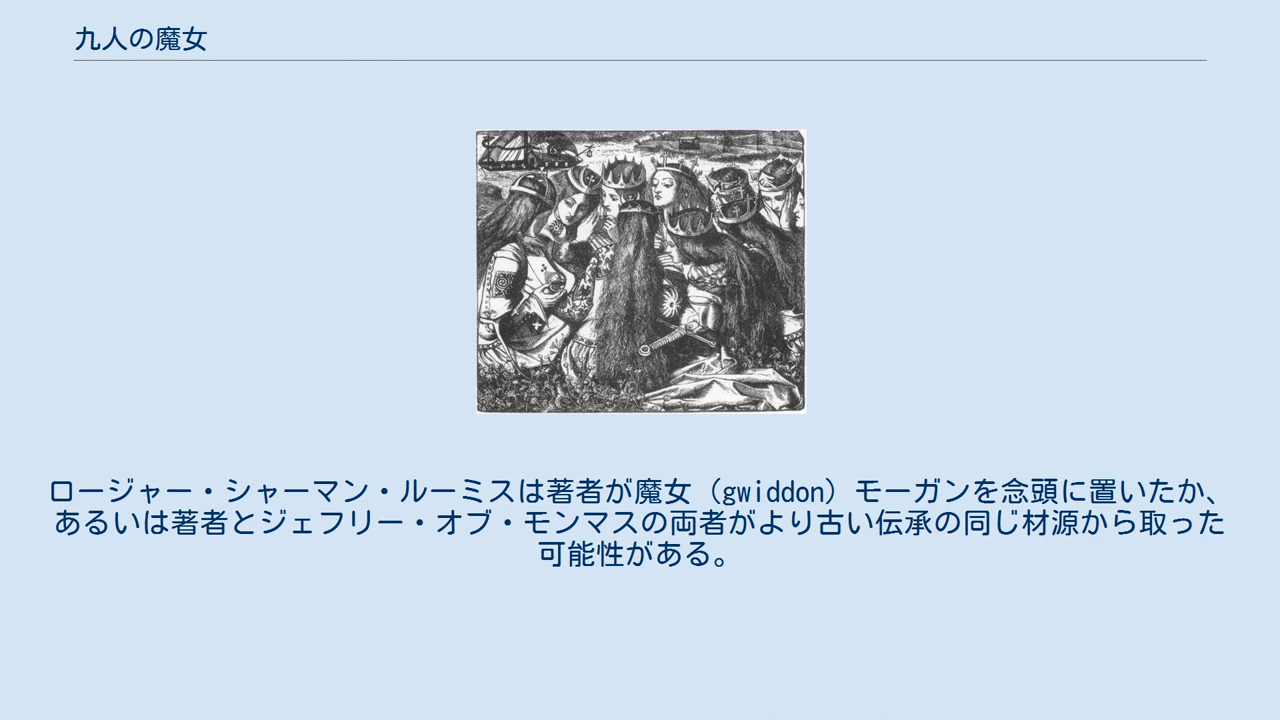 九人の魔女
ロージャー・シャーマン・ルーミスは著者が魔女（gwiddon）モーガンを念頭に置いたか、
あるいは著者とジェフリー・オブ・モンマスの両者がより古い伝承の同じ材源から取った
可能性がある。